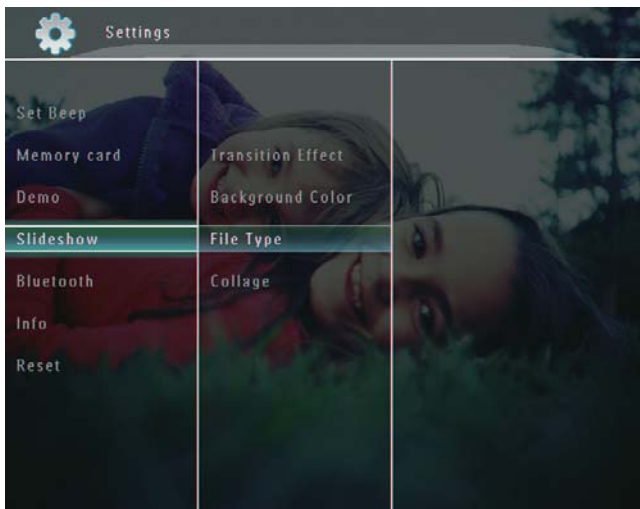 Settings
Set Beep
Memory card
Demo
Slideshow
Bluetooth
Info
Reset
Transition Effect
Background Color
File Type
Collage